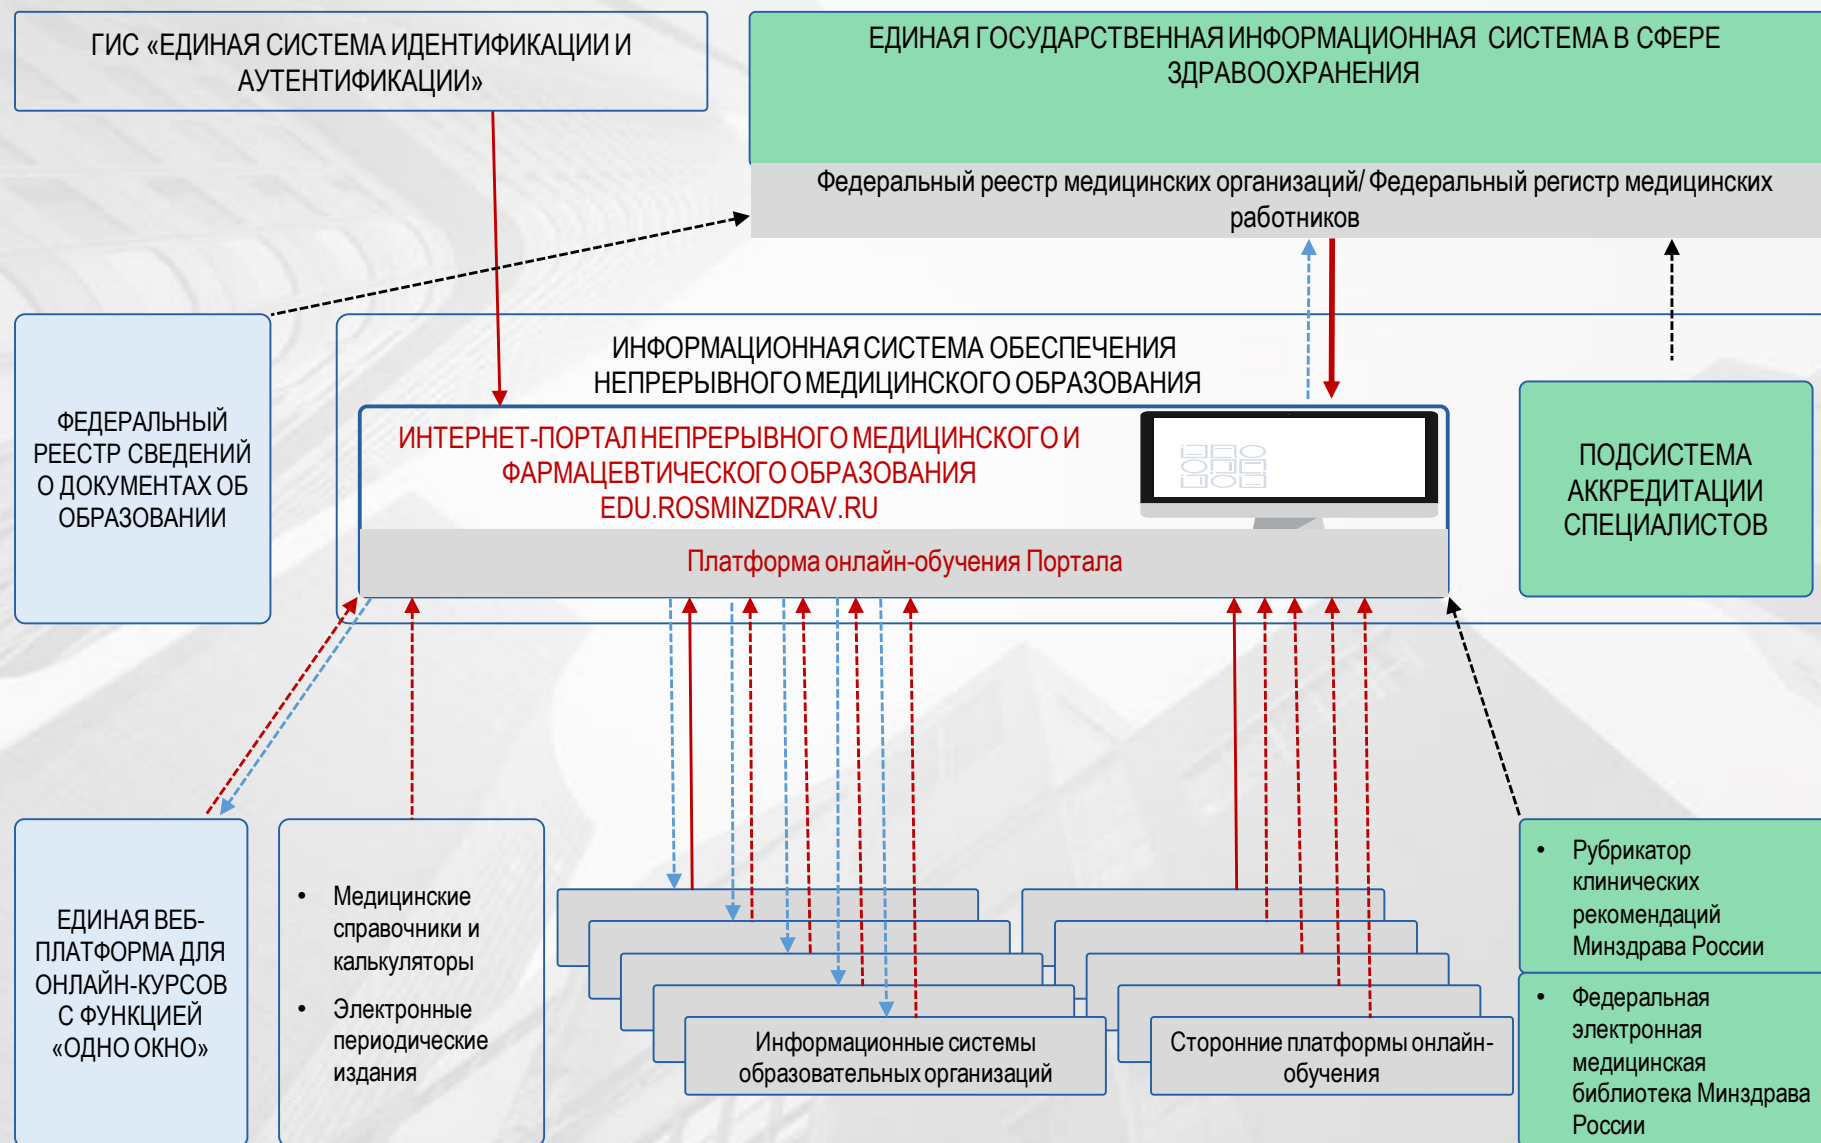 ГИС «ЕДИНАЯ СИСТЕМА ИДЕНТИФИКАЦИИ И
АУТЕНТИФИКАЦИИ»
ЕДИНАЯ ГОСУДАРСТВЕННАЯ ИНФОРМАЦИОННАЯ СИСТЕМА В СФЕРЕ
ЗДРАВООХРАНЕНИЯ
Федеральный реестр медицинских организаций/ Федеральный регистр медицинских
работников
ФЕДЕРАЛЬНЫЙ
РЕЕСТР СВЕДЕНИЙ
О ДОКУМЕНТАХ ОБ
ОБРАЗОВАНИИ
ИНФОРМАЦИОННАЯ СИСТЕМА ОБЕСПЕЧЕНИЯ
НЕПРЕРЫВНОГО МЕДИЦИНСКОГО ОБРАЗОВАНИЯ
ИНТЕРНЕТ-ПОРТАЛ НЕПРЕРЫВНОГО МЕДИЦИНСКОГО И
ФАРМАЦЕВТИЧЕСКОГО ОБРАЗОВАНИЯ
EDU.ROSMINZDRAV.RU
Платформа онлайн-обучения Портала
ПОДСИСТЕМА
АККРЕДИТАЦИИ
СПЕЦИАЛИСТОВ
ЕДИНАЯ ВЕБ-
ПЛАТФОРМА ДЛЯ
ОНЛАЙН-КУРСОВ
С ФУНКЦИЕЙ
«ОДНО ОКНО»
• Медицинские
справочники и
калькуляторы
• Электронные
периодические
издания
Информационные системы
образовательных организаций
Сторонние платформы онлайн-
обучения
• Рубрикатор
клинических
рекомендаций
Минздрава России
• Федеральная
электронная
медицинская
библиотека Минздрава
России